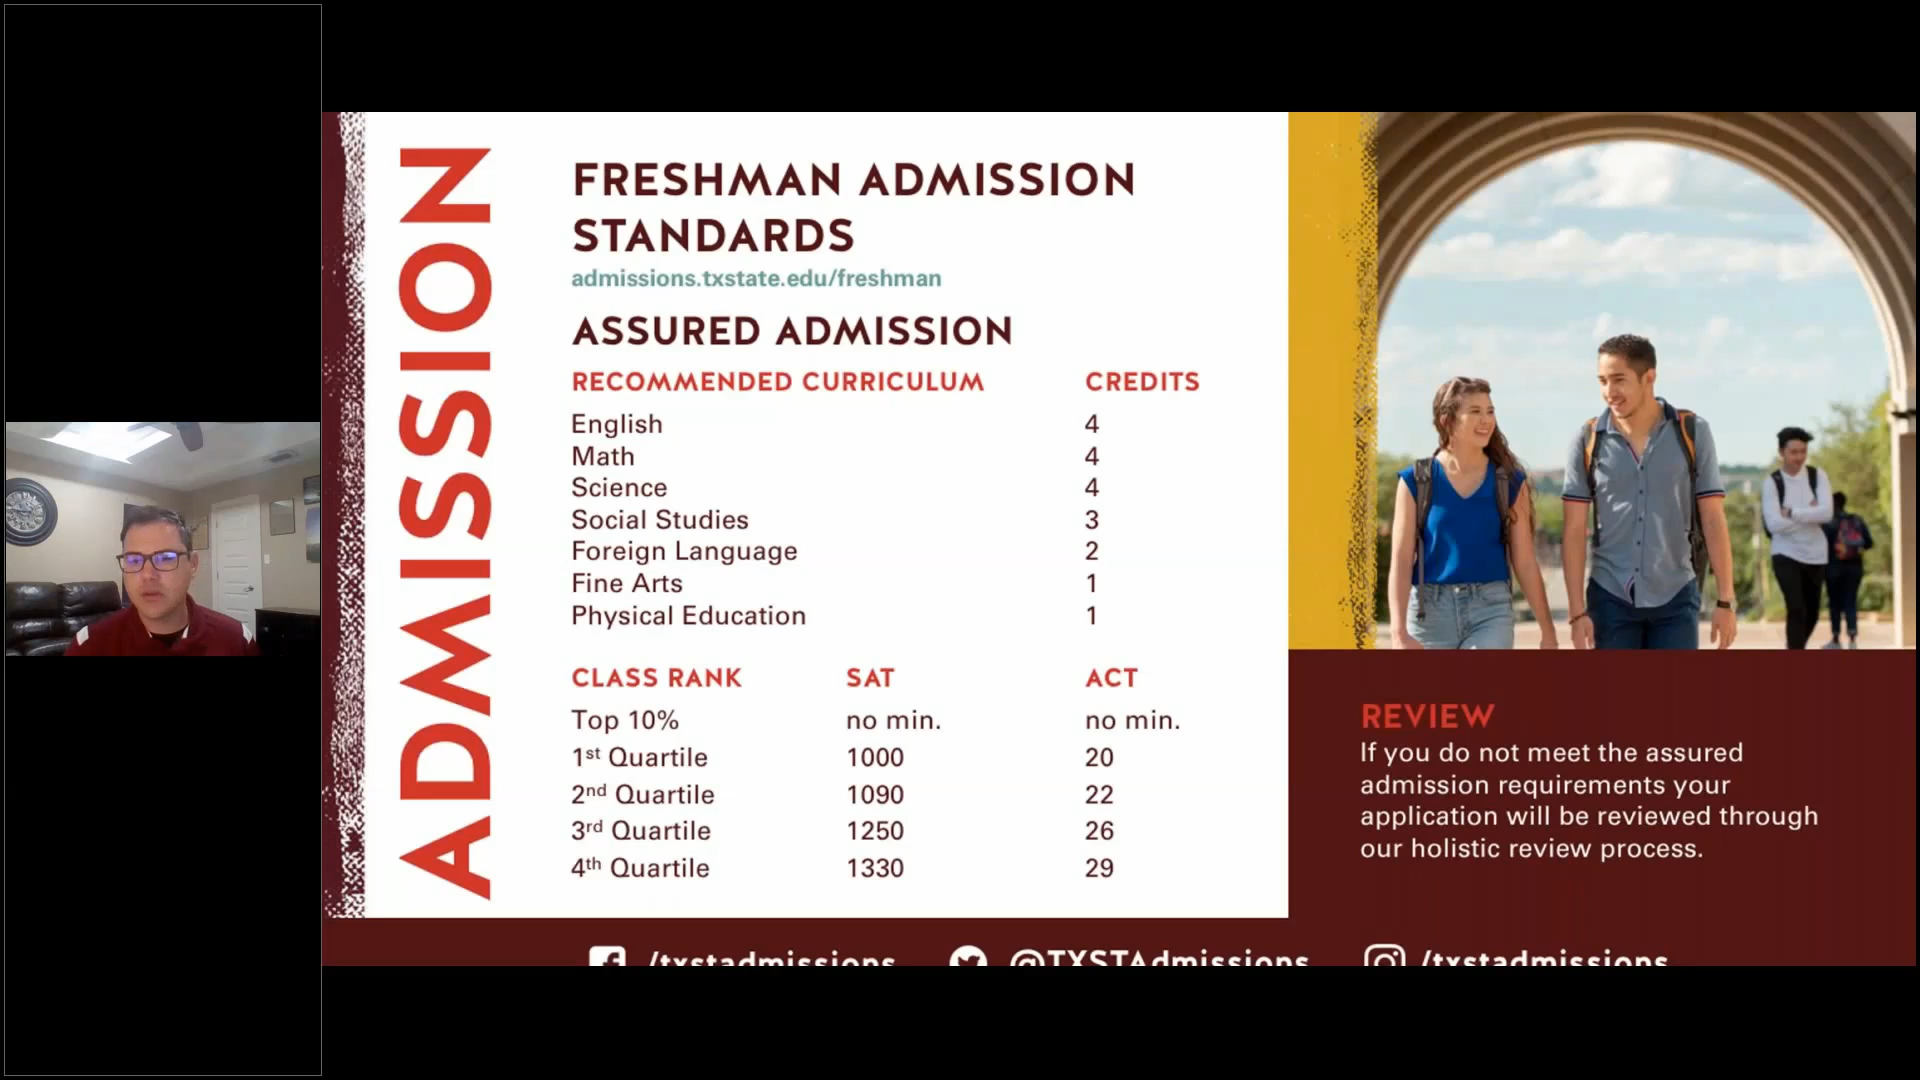 ADMISSION
FRESHMAN ADMISSION
STANDARDS
admissions.txstate.edu/freshman
ASSURED ADMISSION
RECOMMENDED CURRICULUM CREDITS
English 4
Math 4
Science 4
Social Studies 3
Foreign Language 2
Fine Arts 1
Physical Education 1
CLASS RANK SAT ACT
Top 10% no min. no min.
1st Quartile 1000 20
2nd Quartile 1090 22
3rd Quartile 1250 26
4th Quartile 1330 29
REVIEW
If you do not meet the assured
admission requirements your
application will be reviewed through
our holistic review process.
/txstadmissions @TXSTAdmissions /txstadmissions